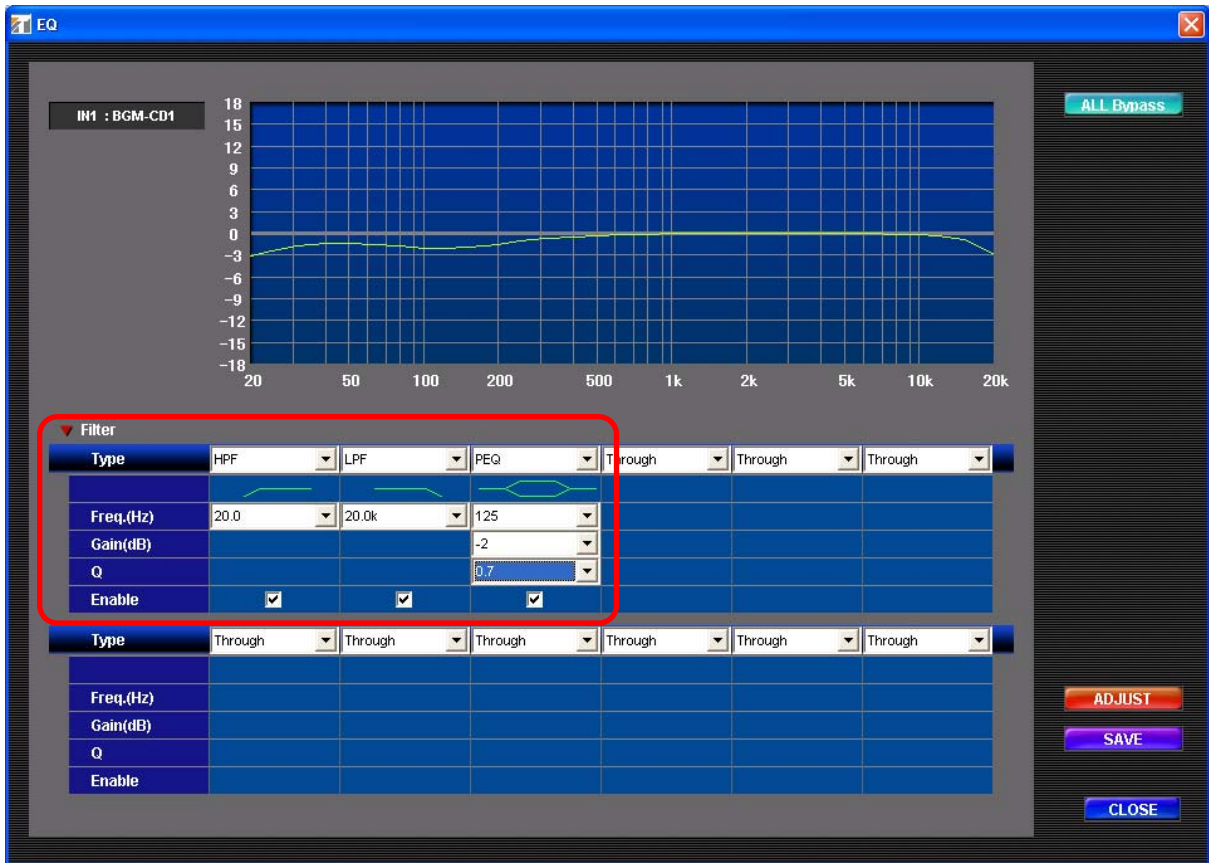 EQ
IN1 : BGM-CD1
ALL Bypass
18
15
12
9
6
3
0
-3
-6
-9
-12
-15
-18
20 50 100 200 500 1k 2k 5k 10k 20k
Filter
Type HPF LPF PEQ Through Through Through
Freq.(Hz) 20.0 20.0k 125
Gain(dB) -2
Q 0.7
Enable
Type Through Through Through Through Through Through
Freq.(Hz)
Gain(dB)
Q
Enable
ADJUST
SAVE
CLOSE